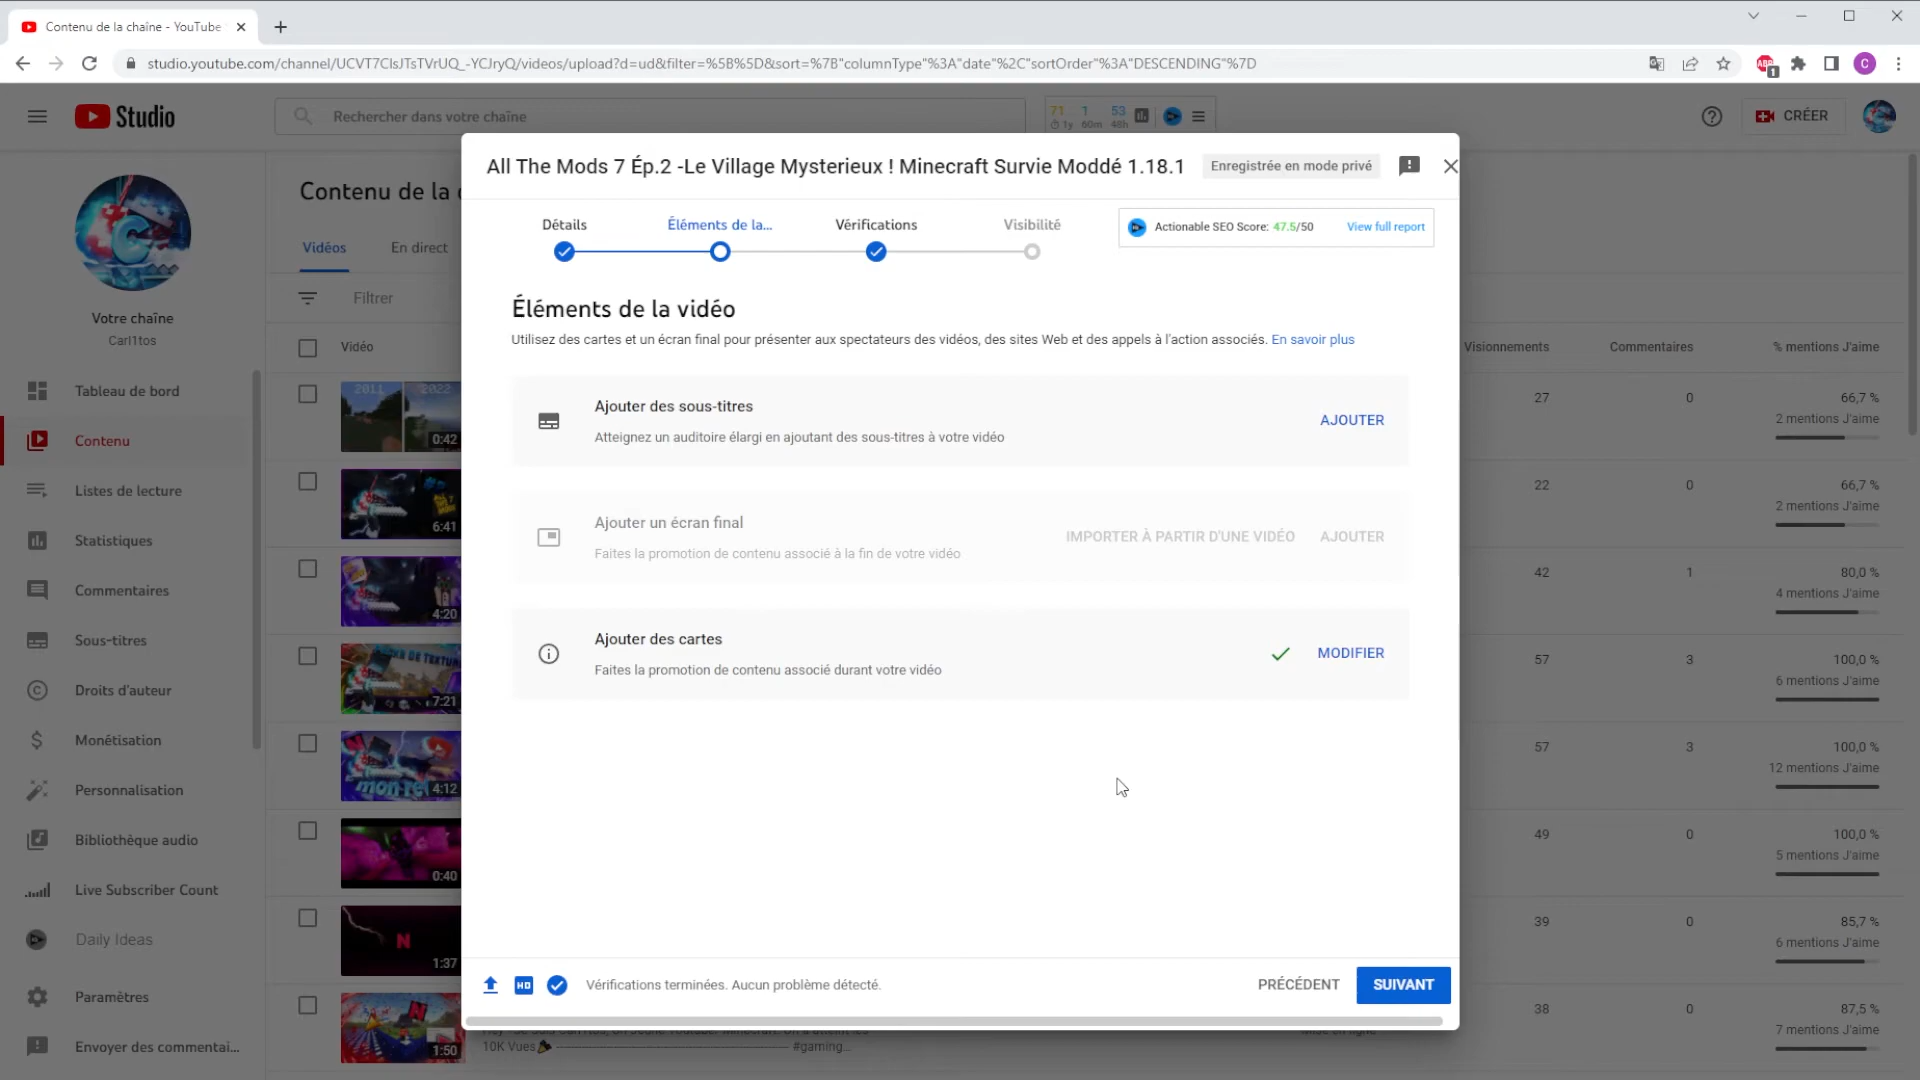 Contenu de la chaîne - YouTube
studio.youtube.com/channel/UCVT7CIsJTsTVrUQ_-YCJryQ/videos/upload?d=ud&filter=%5B%5D&sort=%7B"columnType"%3A"date"%2C"sortOrder"%3A"DESCENDING"%7D
ABP
1
C
Studio
Rechercher dans votre chaîne
71 1 53
1y 60m 48h
CRÉER
All The Mods 7 Ép.2 -Le Village Mysterieux ! Minecraft Survie Moddé 1.18.1
Enregistrée en mode privé
Détails
Éléments de la...
Vérifications
Visibilité
Actionable SEO Score: 47.5/50
View full report
Éléments de la vidéo
Utilisez des cartes et un écran final pour présenter aux spectateurs des vidéos, des sites Web et des appels à l'action associés. En savoir plus
Ajouter des sous-titres
Atteignez un auditoire élargi en ajoutant des sous-titres à votre vidéo
AJOUTER
Ajouter un écran final
Faites la promotion de contenu associé à la fin de votre vidéo
IMPORTER À PARTIR D'UNE VIDÉO
AJOUTER
Ajouter des cartes
Faites la promotion de contenu associé durant votre vidéo
MODIFIER
HD
Vérifications terminées. Aucun problème détecté.
PRÉCÉDENT
SUIVANT
Votre chaîne
Carl1tos
Tableau de bord
Contenu
Listes de lecture
Statistiques
Commentaires
Sous-titres
Droits d'auteur
Monétisation
Personnalisation
Bibliothèque audio
Live Subscriber Count
Daily Ideas
Paramètres
Envoyer des commentai...
Contenu de la c
Vidéos
En direct
Filtrer
Vidéo
Visionnements
Commentaires
% mentions J'aime
2011 2022
0:42
27
0
66,7 %
2 mentions J'aime
6:41
22
0
66,7 %
2 mentions J'aime
4:20
42
1
80,0 %
4 mentions J'aime
7:21
57
3
100,0 %
6 mentions J'aime
4:12
57
3
100,0 %
12 mentions J'aime
0:40
49
0
100,0 %
5 mentions J'aime
N
1:37
39
0
85,7 %
6 mentions J'aime
1:50
38
0
87,5 %
7 mentions J'aime
10K Vues
#gaming...